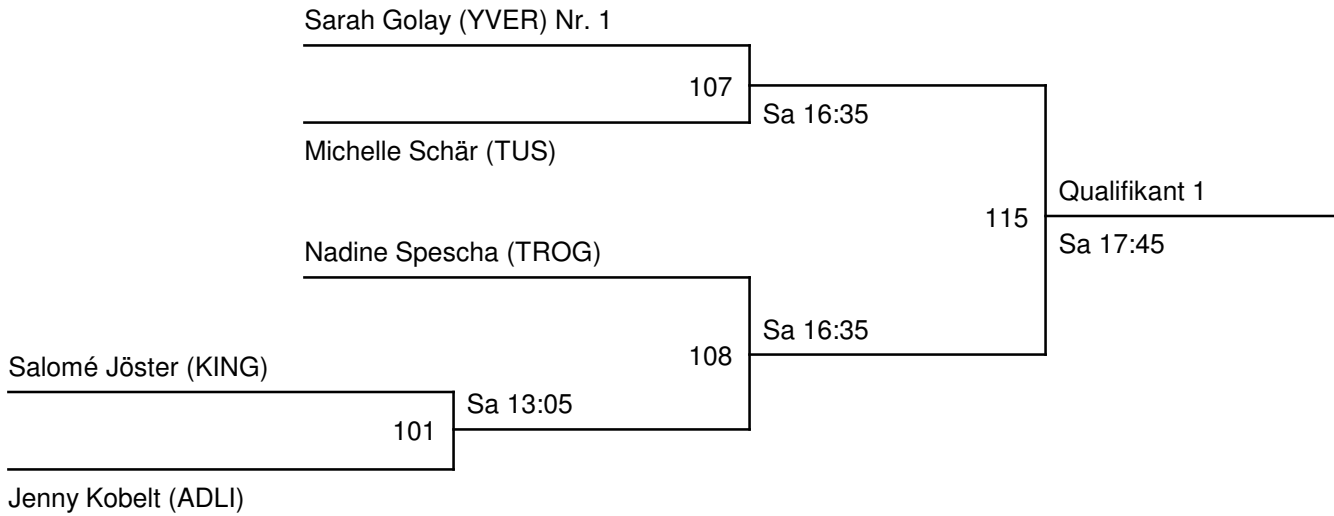 Sarah Golay (YVER) Nr. 1
107
Sa 16:35
Michelle Schär (TUS)
Qualifikant 1
115
Sa 17:45
Nadine Spescha (TROG)
Sa 16:35
108
Salomé Jöster (KING)
Sa 13:05
101
Jenny Kobelt (ADLI)